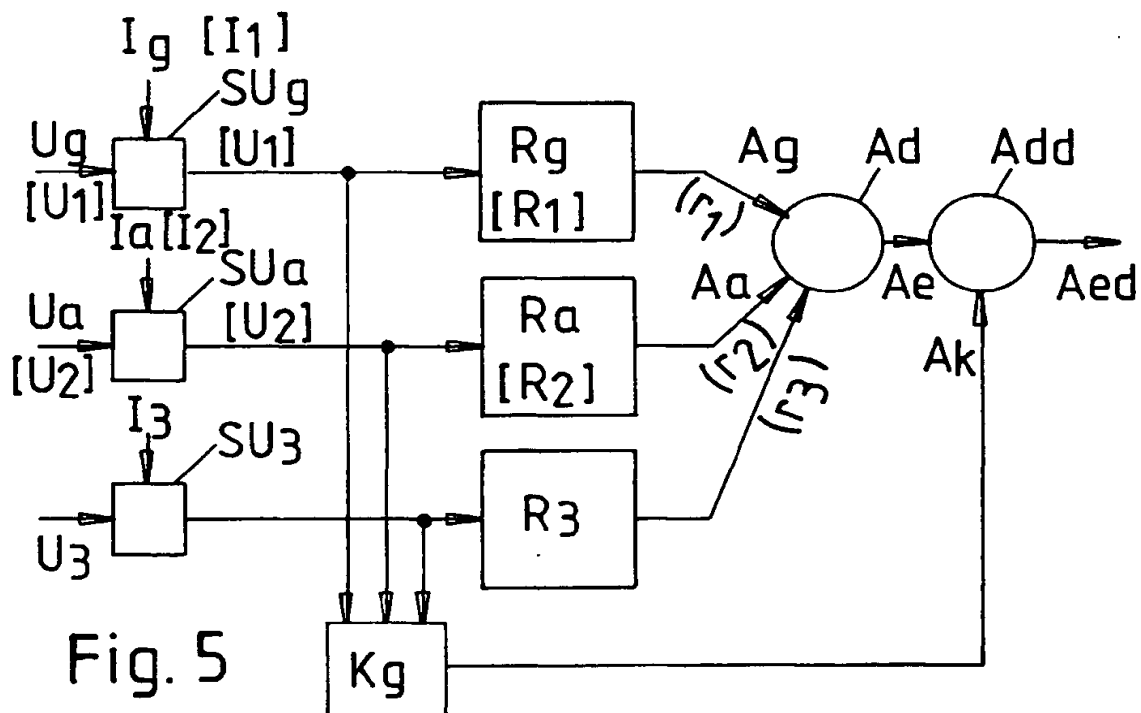 Ig [I1]
SUg
Ug
[U1]
[U1]
Rg
[R1]
Ag
(r1)
Ad
Add
Ia [I2]
SUa
Ua
[U2]
[U2]
Ra
[R2]
Aa
(r2)
Ae
Aed
I3
SU3
U3
R3
(r3)
Ak
Kg
Fig. 5